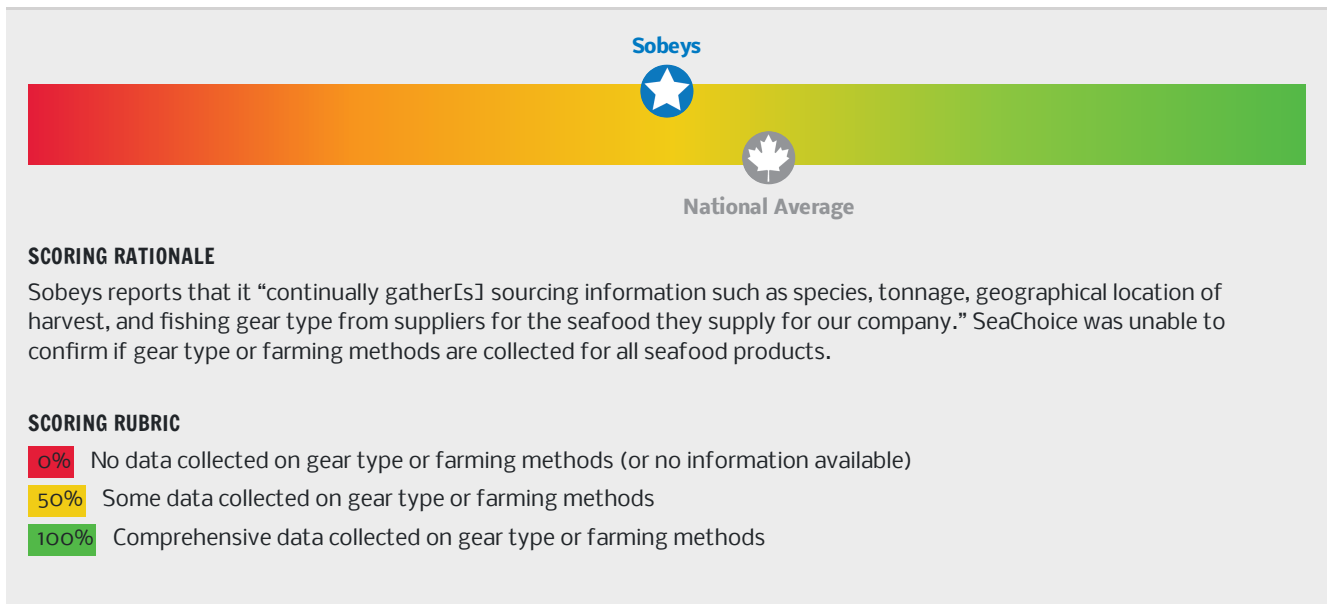 Sobeys
National Average
SCORING RATIONALE
Sobeys reports that it “continually gather[s] sourcing information such as species, tonnage, geographical location of
harvest, and fishing gear type from suppliers for the seafood they supply for our company.” SeaChoice was unable to
confirm if gear type or farming methods are collected for all seafood products.
SCORING RUBRIC
0% No data collected on gear type or farming methods (or no information available)
50% Some data collected on gear type or farming methods
100% Comprehensive data collected on gear type or farming methods